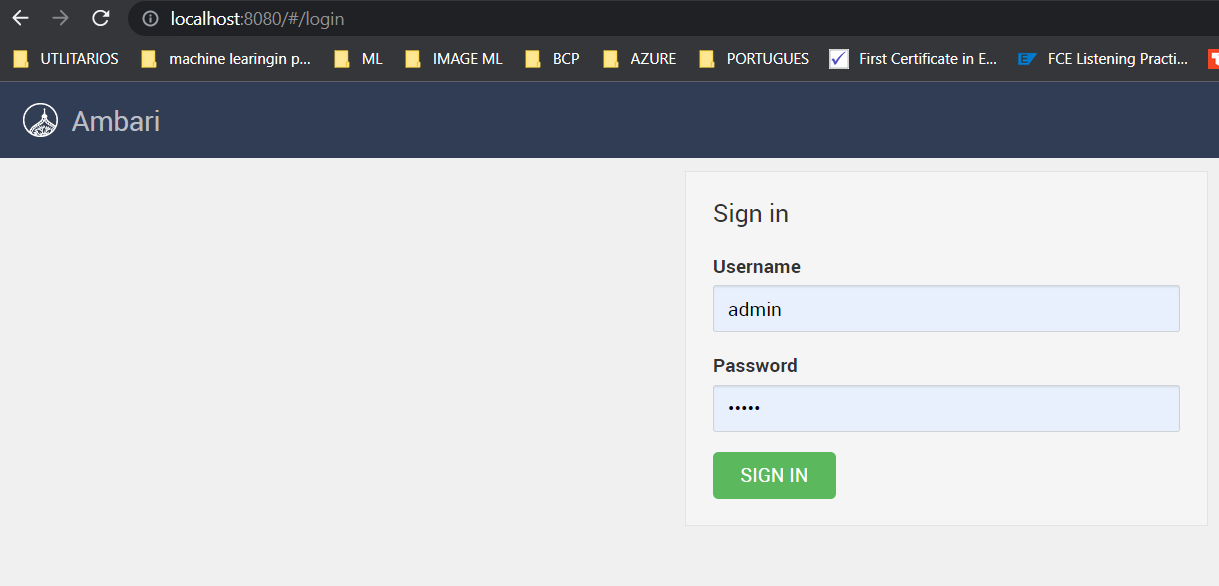 localhost:8080/#/login
UTLITARIOS machine learingin p... ML IMAGE ML BCP AZURE PORTUGUES First Certificate in E... FCE Listening Practi...
Ambari
Sign in
Username
admin
Password
•••••
SIGN IN